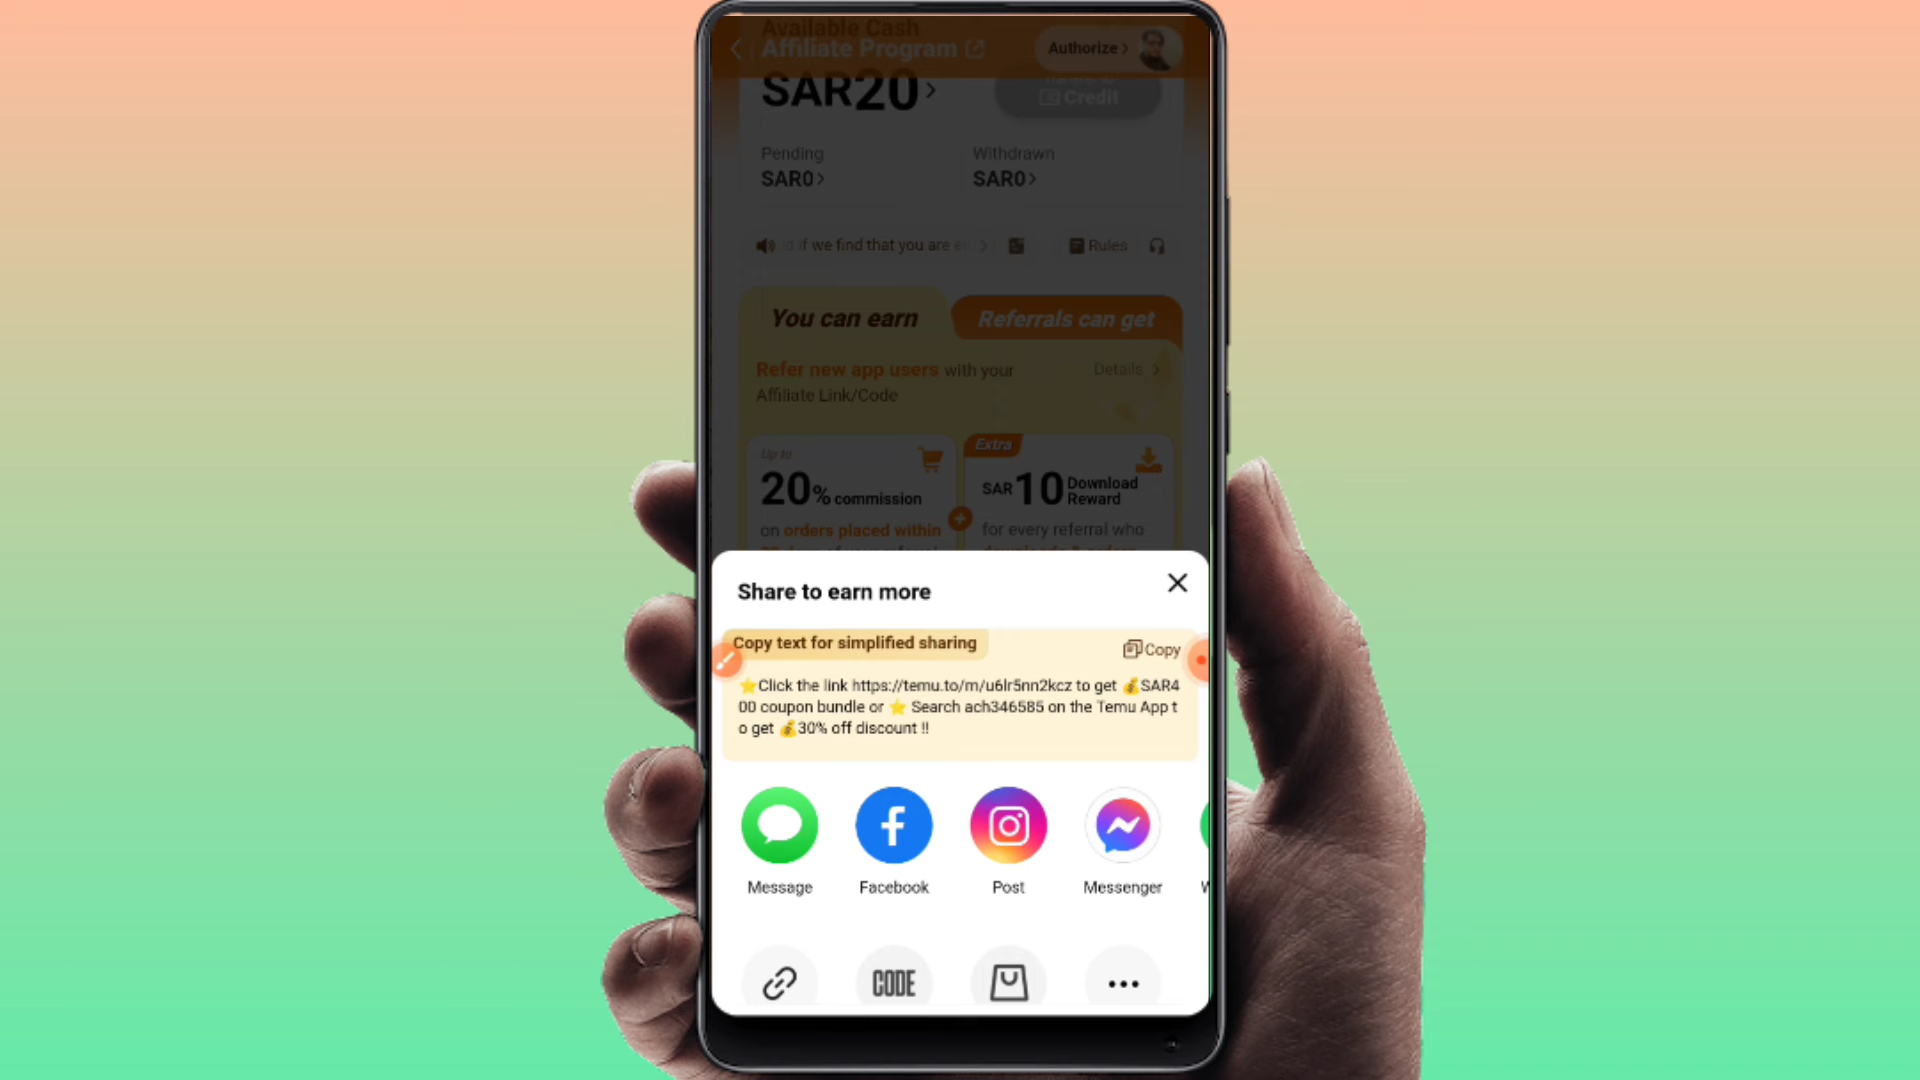 Available Cash
Affiliate Program
Authorize >
SAR20 >
Credit
Pending
Withdrawn
SAR0 >
SAR0 >
if we find that you are
Rules
You can earn
Referrals can get
Refer new app users with your
Details >
Affiliate Link/Code
Up to
Extra
20% commission
SAR 10 Download
Reward
on orders placed within
for every referral who
Share to earn more
Copy text for simplified sharing
Copy
⭐Click the link https://temu.to/m/u6lr5nn2kcz to get 💰SAR4
00 coupon bundle or ⭐ Search ach346585 on the Temu App t
o get 💰30% off discount !!
Message
Facebook
Post
Messenger
CODE